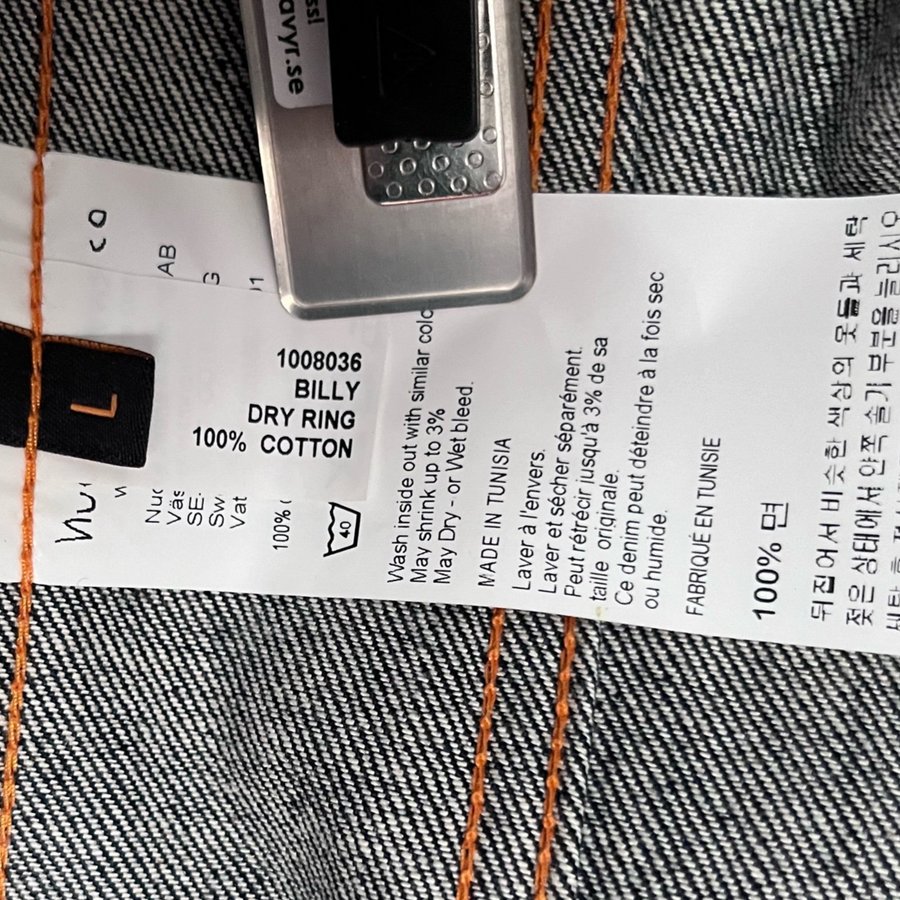 avyr.se
L
AB
1008036
BILLY
DRY RING
100% COTTON
SE-
100%
40
Wash inside out with similar
May shrink up to 3%
May Dry - or Wet bleed.
MADE IN TUNISIA
Laver à l'envers.
Laver et sécher séparément.
Peut rétrécir jusqu'à 3% de sa
taille originale.
Ce denim peut déteindre à la fois sec
ou humide.
FABRIQUÉ EN TUNISIE
100% 면
뒤집어서 비슷한 색상의 옷들과 세탁
젖은 상태에서 안쪽 솔기 부분을 늘리시오